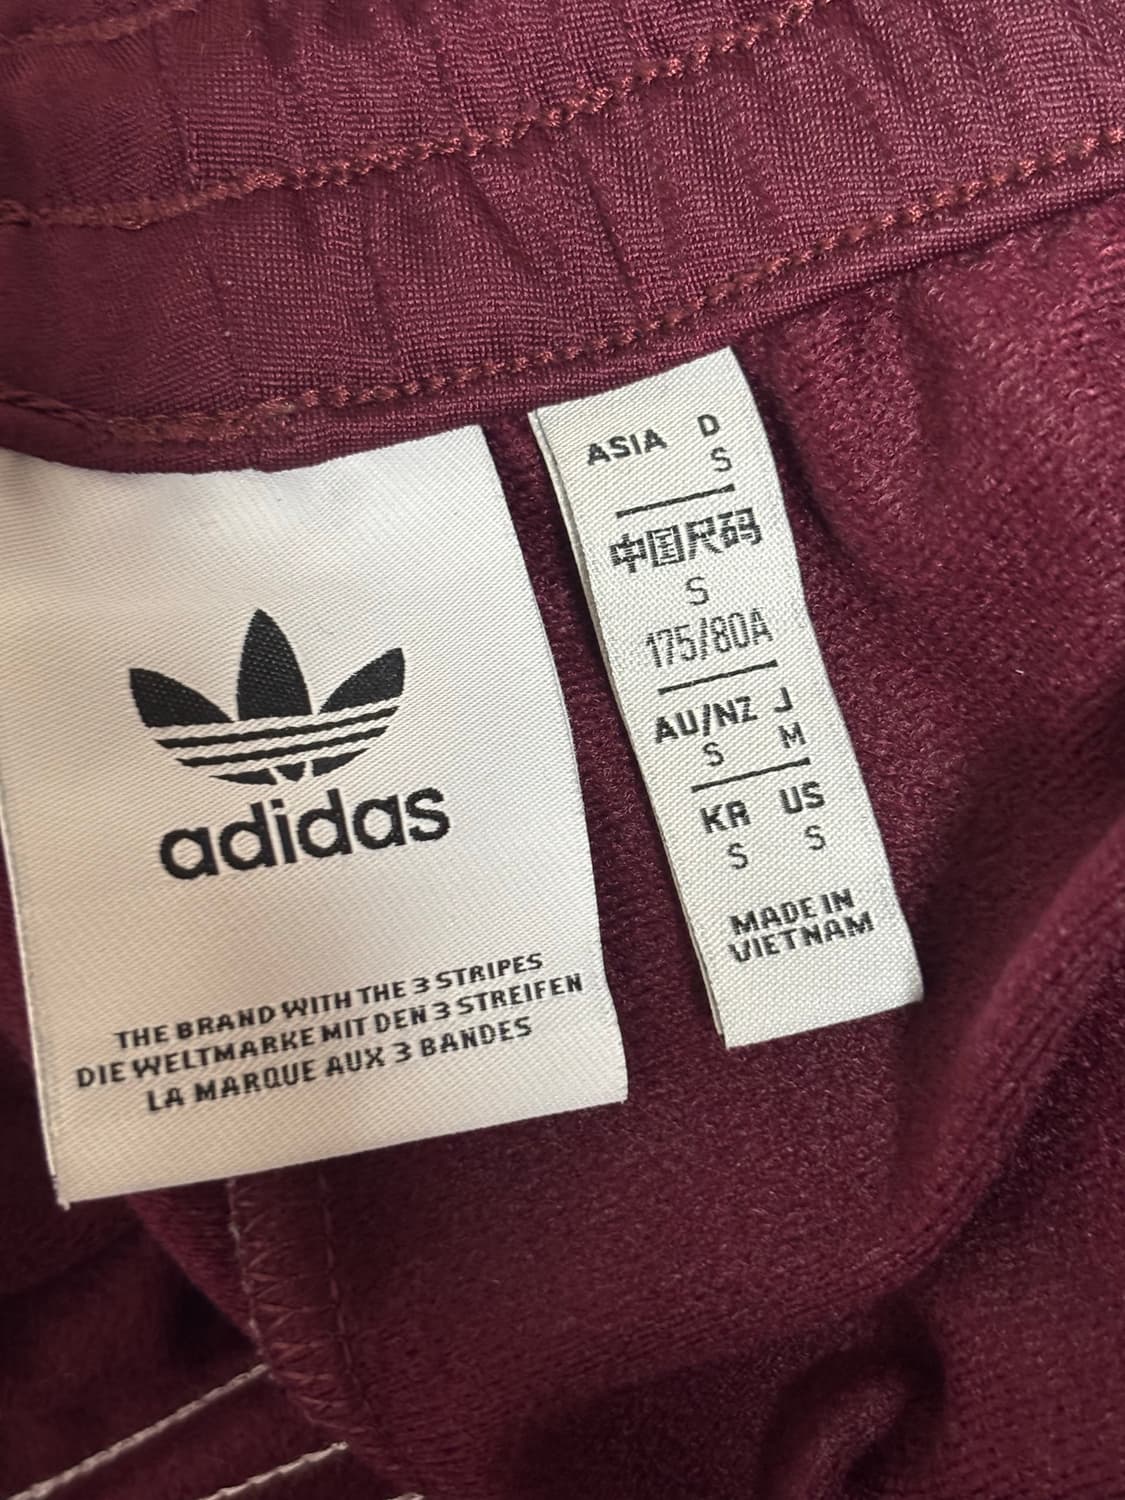 adidas
THE BRAND WITH THE 3 STRIPES
DIE WELTMARKE MIT DEN 3 STREIFEN
LA MARQUE AUX 3 BANDES
ASIA D
S
中国尺码
S
175/80A
AU/NZ J
S M
KR US
S S
MADE IN
VIETNAM